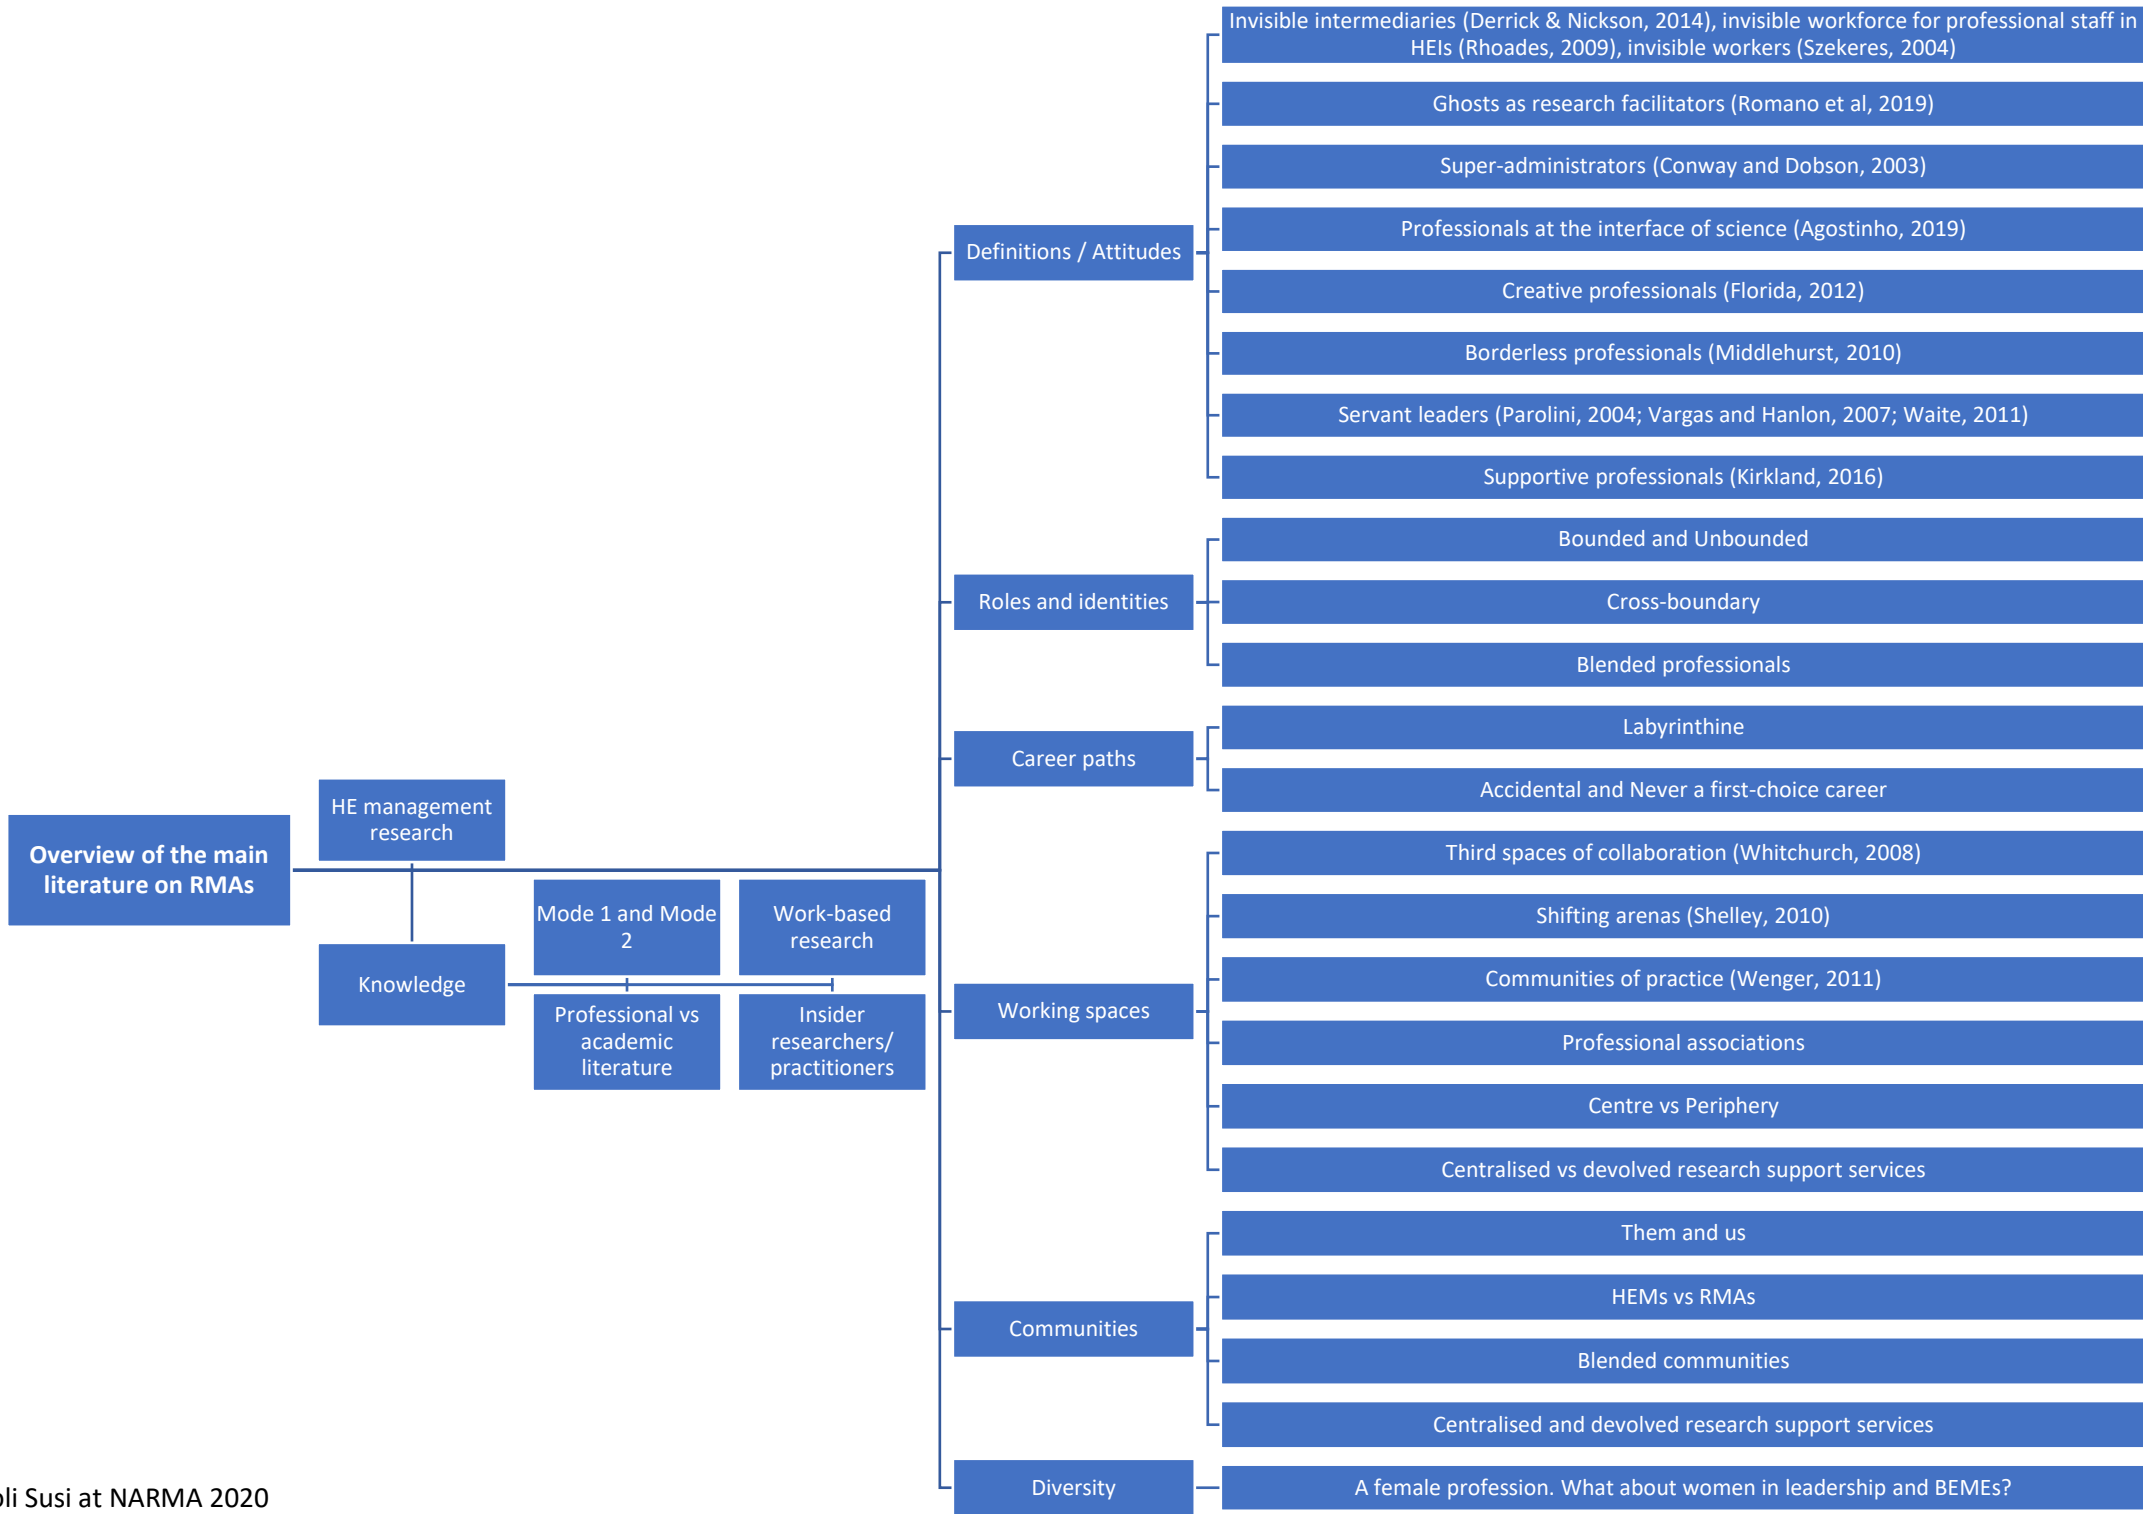 Overview of the main
literature on RMAs
HE management
research
Knowledge
Mode 1 and Mode
2
Work-based
research
Professional vs
academic
literature
Insider
researchers/
practitioners
Definitions / Attitudes
Invisible intermediaries (Derrick & Nickson, 2014), invisible workforce for professional staff in
HEIs (Rhoades, 2009), invisible workers (Szekeres, 2004)
Ghosts as research facilitators (Romano et al, 2019)
Super-administrators (Conway and Dobson, 2003)
Professionals at the interface of science (Agostinho, 2019)
Creative professionals (Florida, 2012)
Borderless professionals (Middlehurst, 2010)
Servant leaders (Parolini, 2004; Vargas and Hanlon, 2007; Waite, 2011)
Supportive professionals (Kirkland, 2016)
Roles and identities
Bounded and Unbounded
Cross-boundary
Blended professionals
Career paths
Labyrinthine
Accidental and Never a first-choice career
Working spaces
Third spaces of collaboration (Whitchurch, 2008)
Shifting arenas (Shelley, 2010)
Communities of practice (Wenger, 2011)
Professional associations
Centre vs Periphery
Centralised vs devolved research support services
Communities
Them and us
HEMs vs RMAs
Blended communities
Centralised and devolved research support services
Diversity
A female profession. What about women in leadership and BEMEs?
Susi at NARMA 2020